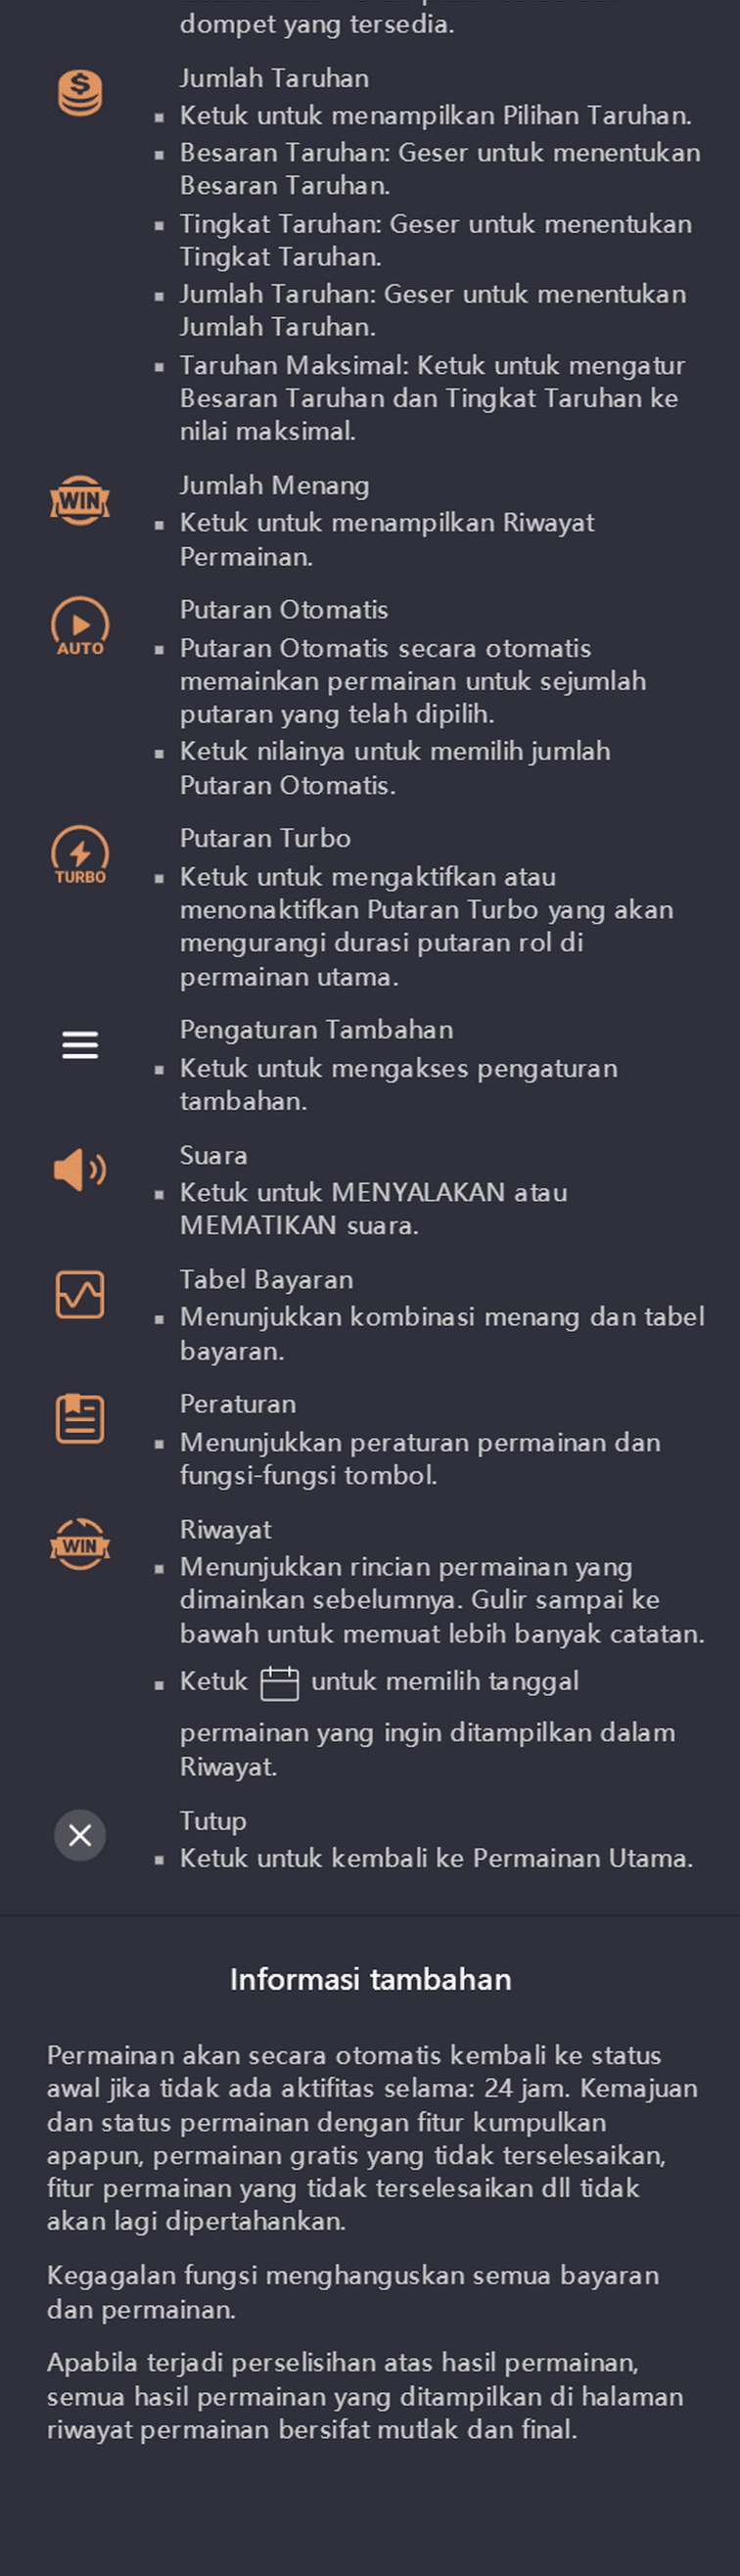 dompet yang tersedia.
Jumlah Taruhan
Ketuk untuk menampilkan Pilihan Taruhan.
Besaran Taruhan: Geser untuk menentukan
Besaran Taruhan.
Tingkat Taruhan: Geser untuk menentukan
Tingkat Taruhan.
Jumlah Taruhan: Geser untuk menentukan
Jumlah Taruhan.
Taruhan Maksimal: Ketuk untuk mengatur
Besaran Taruhan dan Tingkat Taruhan ke
nilai maksimal.
WIN
Jumlah Menang
Ketuk untuk menampilkan Riwayat
Permainan.
AUTO
Putaran Otomatis
Putaran Otomatis secara otomatis
memainkan permainan untuk sejumlah
putaran yang telah dipilih.
Ketuk nilainya untuk memilih jumlah
Putaran Otomatis.
TURBO
Putaran Turbo
Ketuk untuk mengaktifkan atau
menonaktifkan Putaran Turbo yang akan
mengurangi durasi putaran rol di
permainan utama.
Pengaturan Tambahan
Ketuk untuk mengakses pengaturan
tambahan.
Suara
Ketuk untuk MENYALAKAN atau
MEMATIKAN suara.
Tabel Bayaran
Menunjukkan kombinasi menang dan tabel
bayaran.
Peraturan
Menunjukkan peraturan permainan dan
fungsi-fungsi tombol.
WIN
Riwayat
Menunjukkan rincian permainan yang
dimainkan sebelumnya. Gulir sampai ke
bawah untuk memuat lebih banyak catatan.
Ketuk untuk memilih tanggal
permainan yang ingin ditampilkan dalam
Riwayat.
Tutup
Ketuk untuk kembali ke Permainan Utama.
Informasi tambahan
Permainan akan secara otomatis kembali ke status
awal jika tidak ada aktifitas selama: 24 jam. Kemajuan
dan status permainan dengan fitur kumpulkan
apapun, permainan gratis yang tidak terselesaikan,
fitur permainan yang tidak terselesaikan dll tidak
akan lagi dipertahankan.
Kegagalan fungsi menghanguskan semua bayaran
dan permainan.
Apabila terjadi perselisihan atas hasil permainan,
semua hasil permainan yang ditampilkan di halaman
riwayat permainan bersifat mutlak dan final.